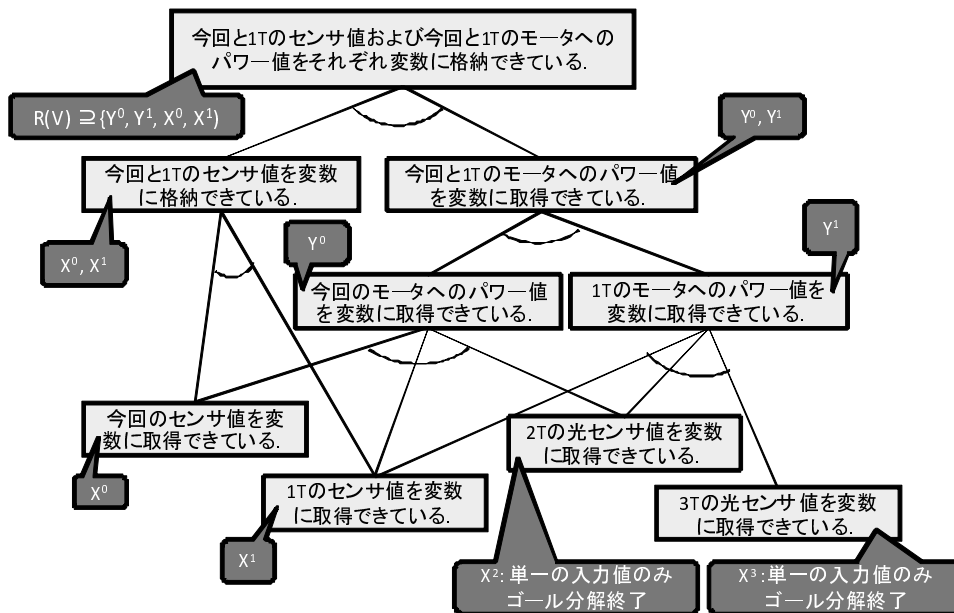 今回と1Tのセンサ値および今回と1Tのモータへの
パワー値をそれぞれ変数に格納できている.
R(V) ⊇{Y⁰, Y¹, X⁰, X¹)
Y⁰, Y¹
今回と1Tのセンサ値を変数
に格納できている.
今回と1Tのモータへのパワー値
を変数に取得できている.
X⁰, X¹
Y⁰
Y¹
今回のモータへのパワー値
を変数に取得できている.
1Tのモータへのパワー値を
変数に取得できている.
今回のセンサ値を変
数に取得できている.
2Tの光センサ値を変数
に取得できている.
X⁰
1Tのセンサ値を変数
に取得できている.
3Tの光センサ値を変数
に取得できている.
X¹
X²:単一の入力値のみ
ゴール分解終了
X³:単一の入力値のみ
ゴール分解終了